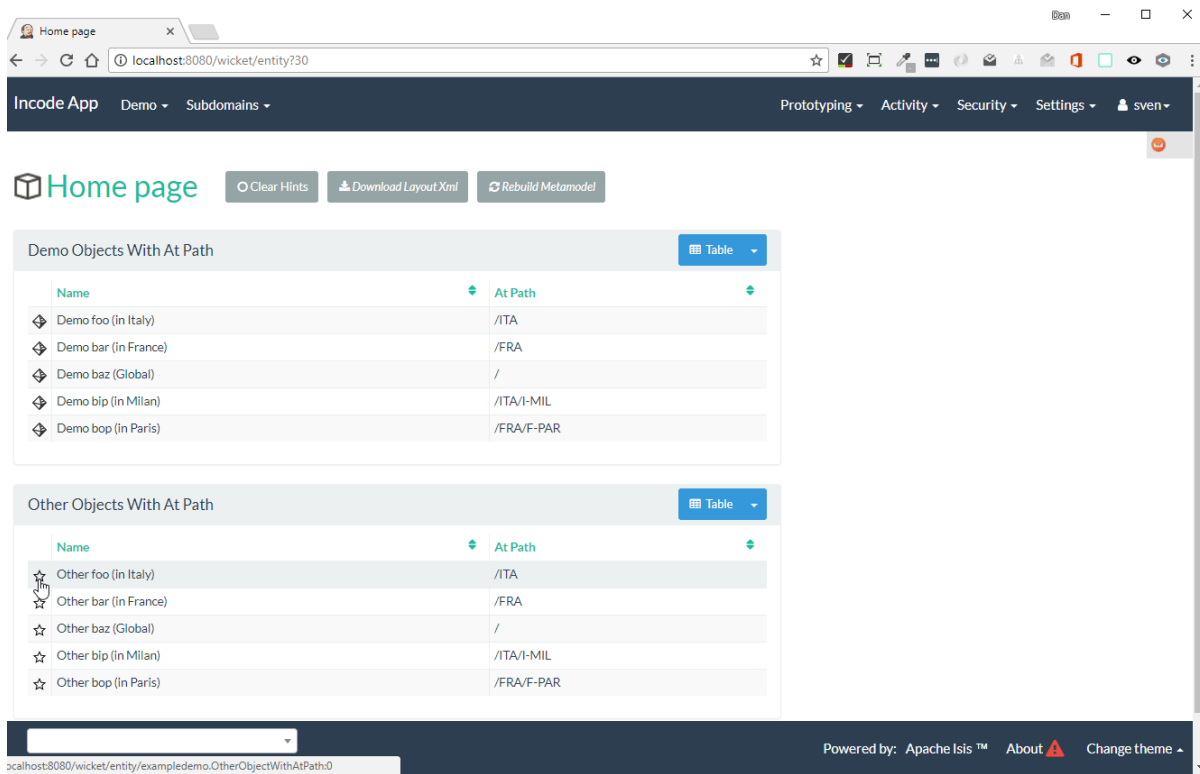 Dan
Home page
localhost:8080/wicket/entity?30
Incode App Demo Subdomains Prototyping Activity Security Settings sven
Home page Clear Hints Download Layout Xml Rebuild Metamodel
Demo Objects With At Path Table
Name At Path
Demo foo (in Italy) /ITA
Demo bar (in France) /FRA
Demo baz (Global) /
Demo bip (in Milan) /ITA/I-MIL
Demo bop (in Paris) /FRA/F-PAR
Other Objects With At Path Table
Name At Path
Other foo (in Italy) /ITA
Other bar (in France) /FRA
Other baz (Global) /
Other bip (in Milan) /ITA/I-MIL
Other bop (in Paris) /FRA/F-PAR
Powered by: Apache Isis ™ About Change theme
ocalhost:8080/wicket/entity/exampledemo.OtherObjectWithAtPath:0